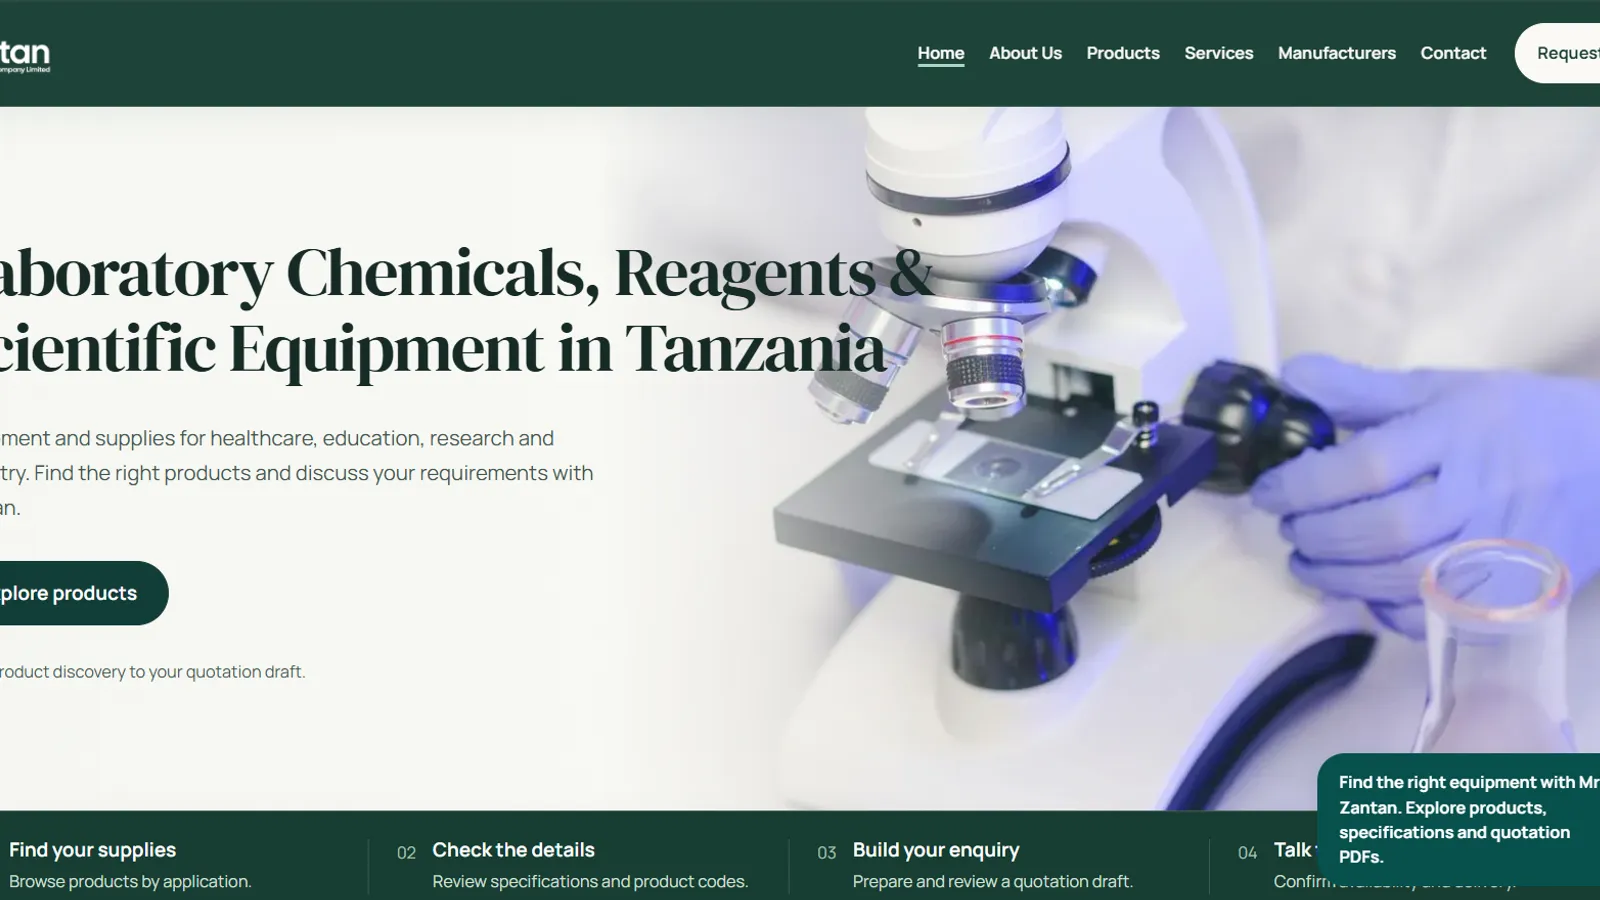 tan
ompany Limited
Home About Us Products Services Manufacturers Contact Request
aboratory Chemicals, Reagents &
cientific Equipment in Tanzania
ment and supplies for healthcare, education, research and
try. Find the right products and discuss your requirements with
an.
plore products
roduct discovery to your quotation draft.
Find your supplies
Browse products by application.
02 Check the details
Review specifications and product codes.
03 Build your enquiry
Prepare and review a quotation draft.
04 Talk
Confirm availability and delivery.
Find the right equipment with Mr
Zantan. Explore products,
specifications and quotation
PDFs.